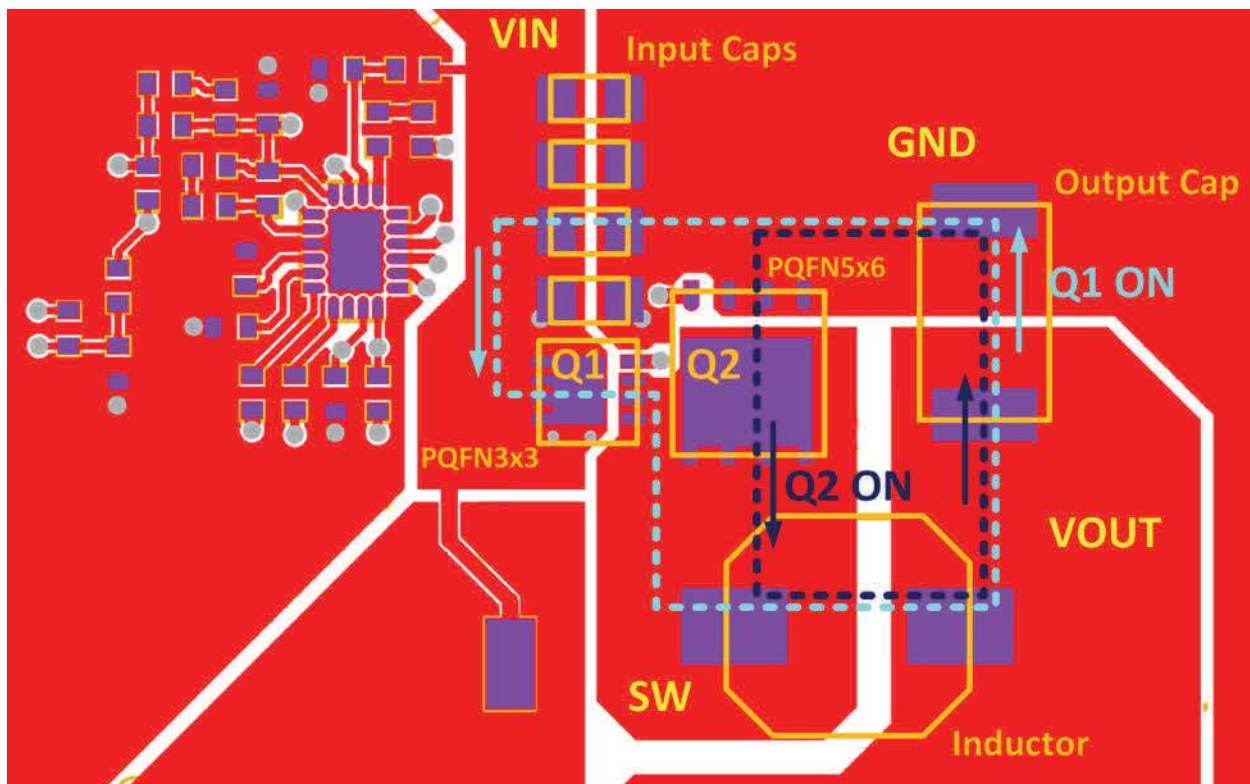 VIN
Input Caps
GND
Output Cap
PQFN5x6
Q1 ON
Q1
Q2
PQFN3x3
Q2 ON
VOUT
SW
Inductor